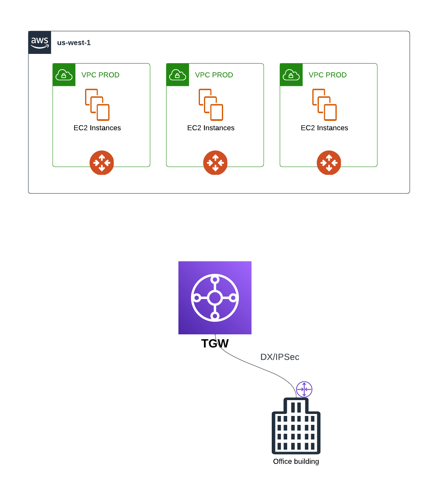 aws
us-west-1
VPC PROD
VPC PROD
VPC PROD
EC2 Instances
EC2 Instances
EC2 Instances
TGW
DX/IPSec
Office building